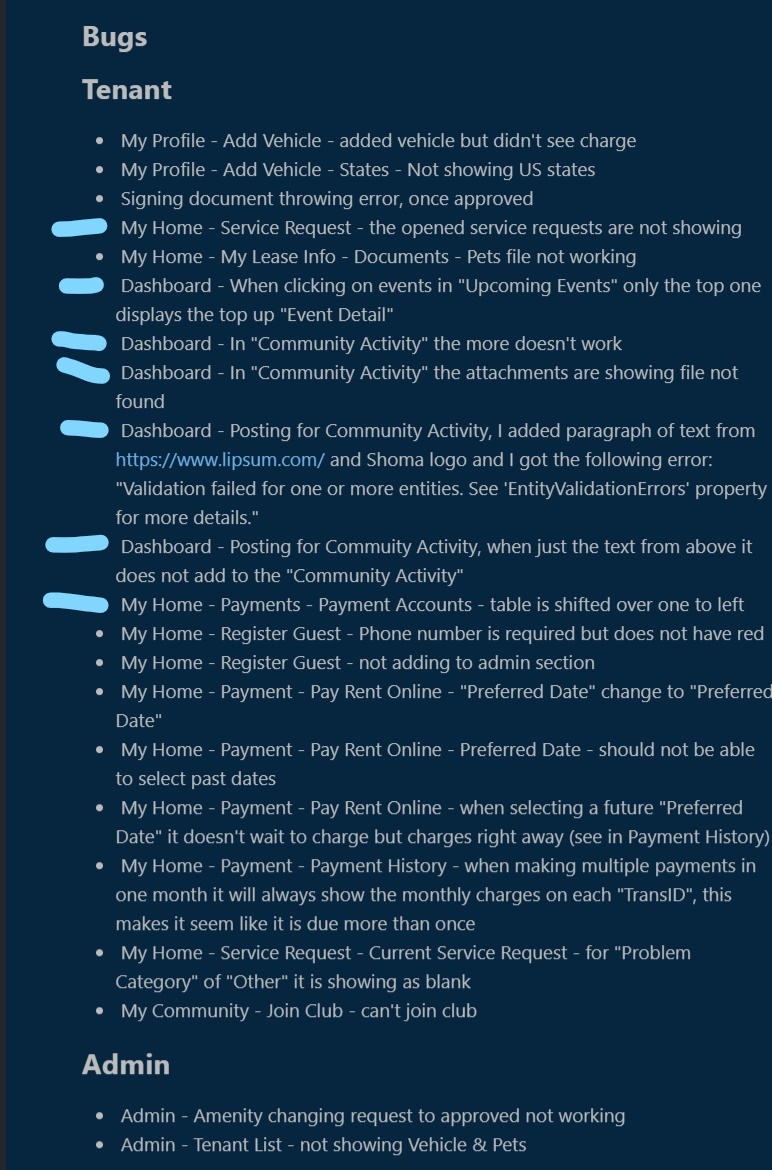 Bugs
Tenant
• My Profile - Add Vehicle - added vehicle but didn't see charge
• My Profile - Add Vehicle - States - Not showing US states
• Signing document throwing error, once approved
My Home - Service Request - the opened service requests are not showing
• My Home - My Lease Info - Documents - Pets file not working
Dashboard - When clicking on events in "Upcoming Events" only the top one
displays the top up "Event Detail"
Dashboard - In "Community Activity" the more doesn't work
Dashboard - In "Community Activity" the attachments are showing file not
found
Dashboard - Posting for Community Activity, I added paragraph of text from
https://www.lipsum.com/ and Shoma logo and I got the following error:
"Validation failed for one or more entities. See 'EntityValidationErrors' property
for more details."
Dashboard - Posting for Commuity Activity, when just the text from above it
does not add to the "Community Activity"
My Home - Payments - Payment Accounts - table is shifted over one to left
• My Home - Register Guest - Phone number is required but does not have red
• My Home - Register Guest - not adding to admin section
• My Home - Payment - Pay Rent Online - "Preferred Date" change to "Preferred
Date"
• My Home - Payment - Pay Rent Online - Preferred Date - should not be able
to select past dates
• My Home - Payment - Pay Rent Online - when selecting a future "Preferred
Date" it doesn't wait to charge but charges right away (see in Payment History)
• My Home - Payment - Payment History - when making multiple payments in
one month it will always show the monthly charges on each "TransID", this
makes it seem like it is due more than once
• My Home - Service Request - Current Service Request - for "Problem
Category" of "Other" it is showing as blank
• My Community - Join Club - can't join club
Admin
• Admin - Amenity changing request to approved not working
• Admin - Tenant List - not showing Vehicle & Pets